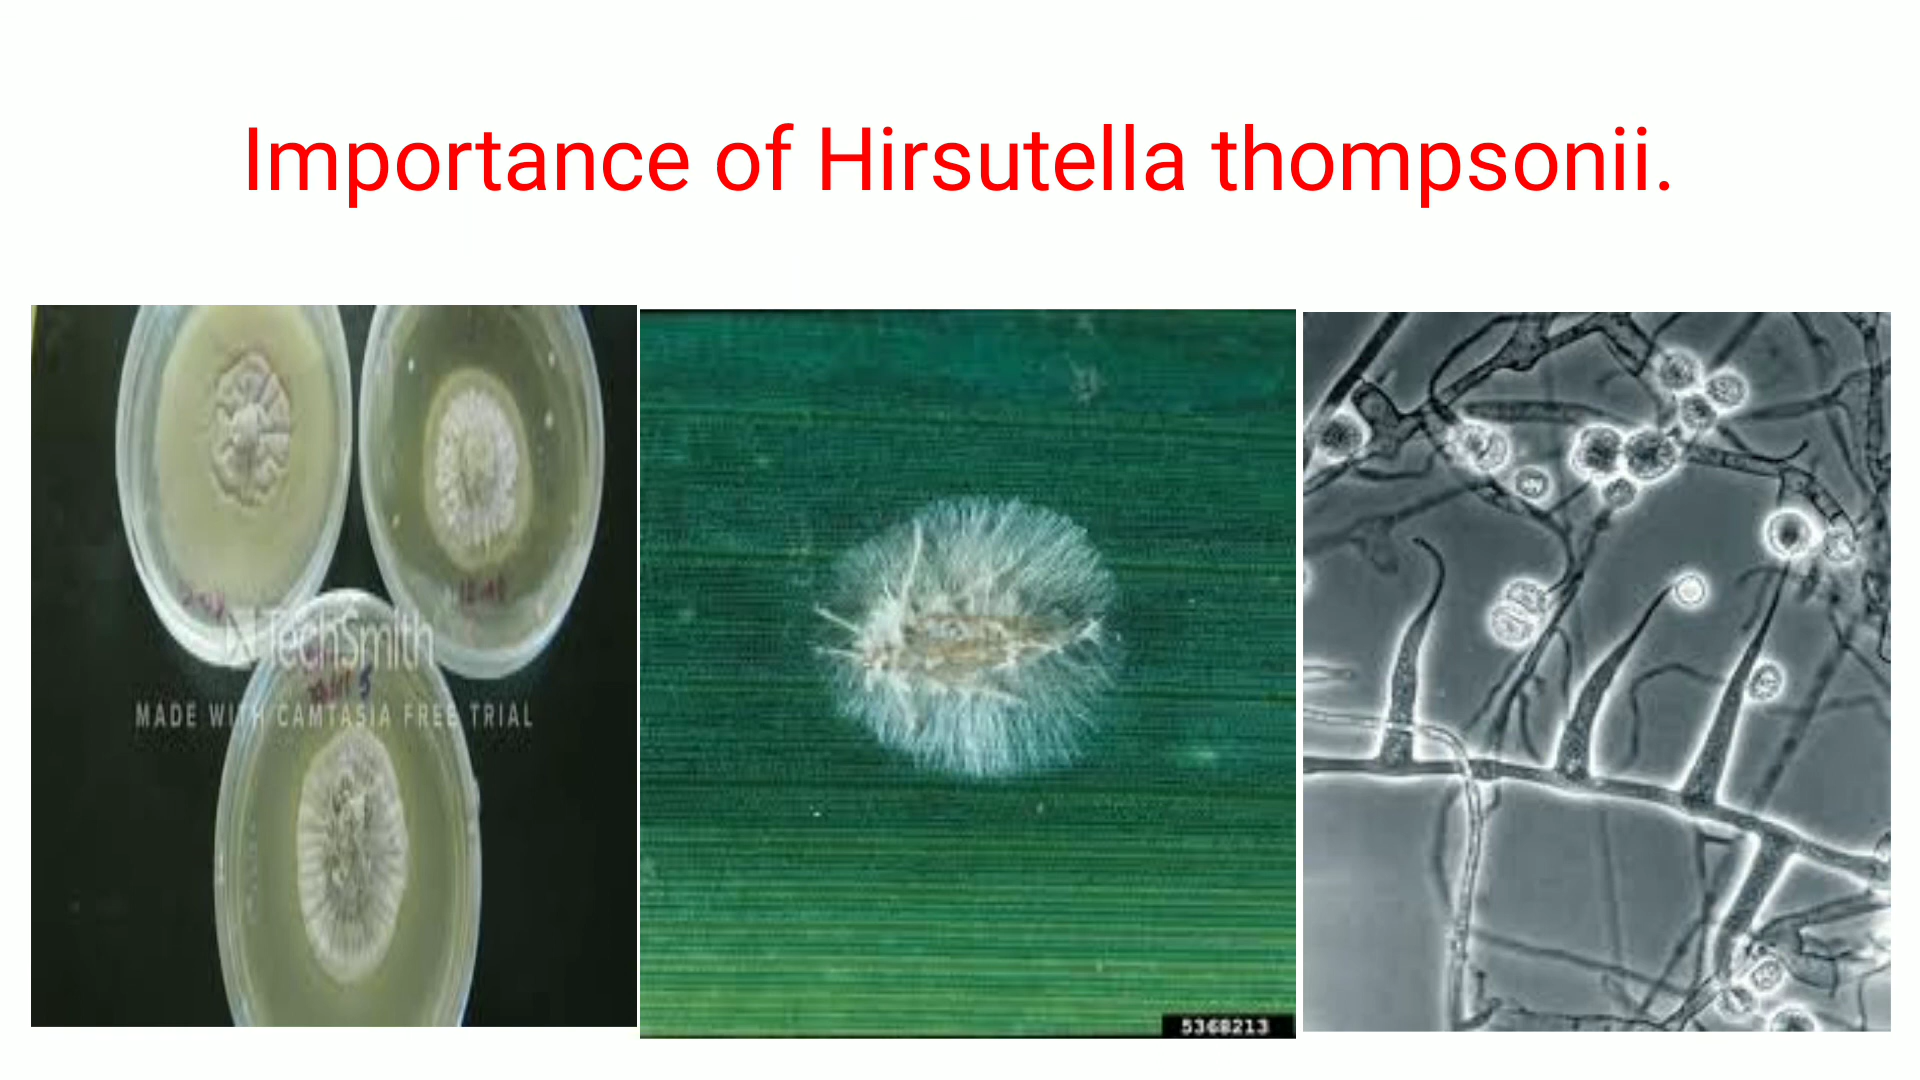 Importance of Hirsutella thompsonii.
TechSmith
MADE WITH CAMTASIA FREE TRIAL
5368213